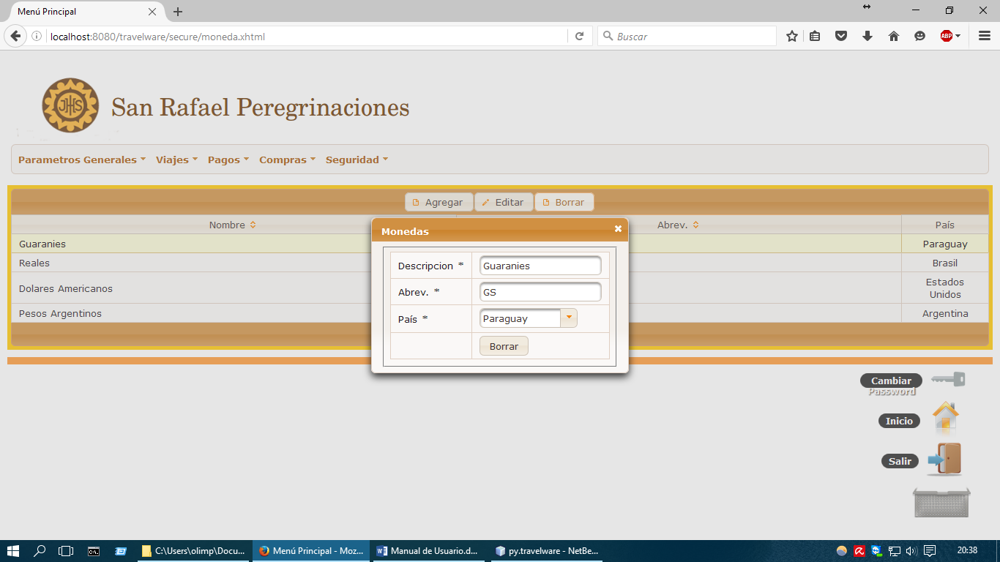 Menú Principal
localhost:8080/travelware/secure/moneda.xhtml
Buscar
ABP
JHS
San Rafael Peregrinaciones
Parametros Generales Viajes Pagos Compras Seguridad
Agregar Editar Borrar
Nombre Abrev. País
Guaranies Paraguay
Reales Brasil
Dolares Americanos Estados Unidos
Pesos Argentinos Argentina
Monedas
Descripcion * Guaranies
Abrev. * GS
País * Paraguay
Borrar
Cambiar
Password
Inicio
Salir
C:\Users\olimp\Docu...
Menú Principal - Moz...
Manual de Usuario.d...
py.travelware - NetBe...
20:38